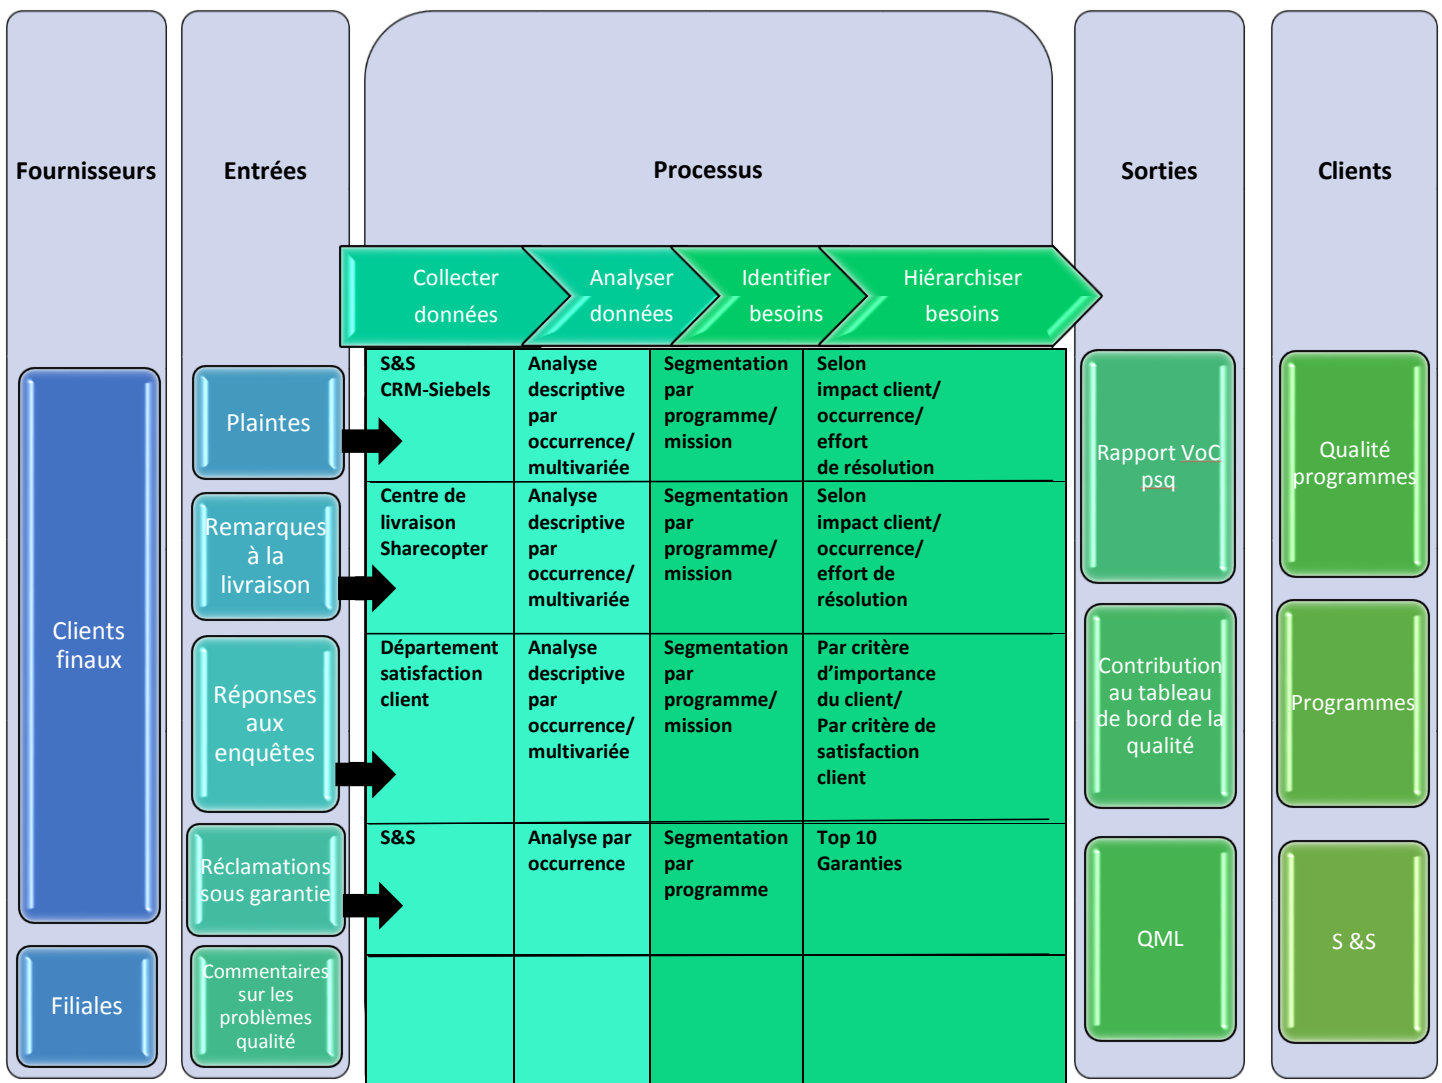 Fournisseurs
Entrées
Processus
Sorties
Clients
Collecter
données
Analyser
données
Identifier
besoins
Hiérarchiser
besoins
Clients
finaux
Filiales
Plaintes
Remarques
à la
livraison
Réponses
aux
enquêtes
Réclamations
sous garantie
Commentaires
sur les
problèmes
qualité
S&S
CRM-Siebels
Analyse
descriptive
par
occurrence/
multivariée
Segmentation
par
programme/
mission
Selon
impact client/
occurrence/
effort
de résolution
Centre de
livraison
Sharecopter
Analyse
descriptive
par
occurrence/
multivariée
Segmentation
par
programme/
mission
Selon
impact client/
occurrence/
effort de
résolution
Département
satisfaction
client
Analyse
descriptive
par
occurrence/
multivariée
Segmentation
par
programme/
mission
Par critère
d’importance
du client/
Par critère de
satisfaction
client
S&S
Analyse par
occurrence
Segmentation
par
programme
Top 10
Garanties
Rapport VoC
psq
Contribution
au tableau
de bord de la
qualité
QML
Qualité
programmes
Programmes
S &S